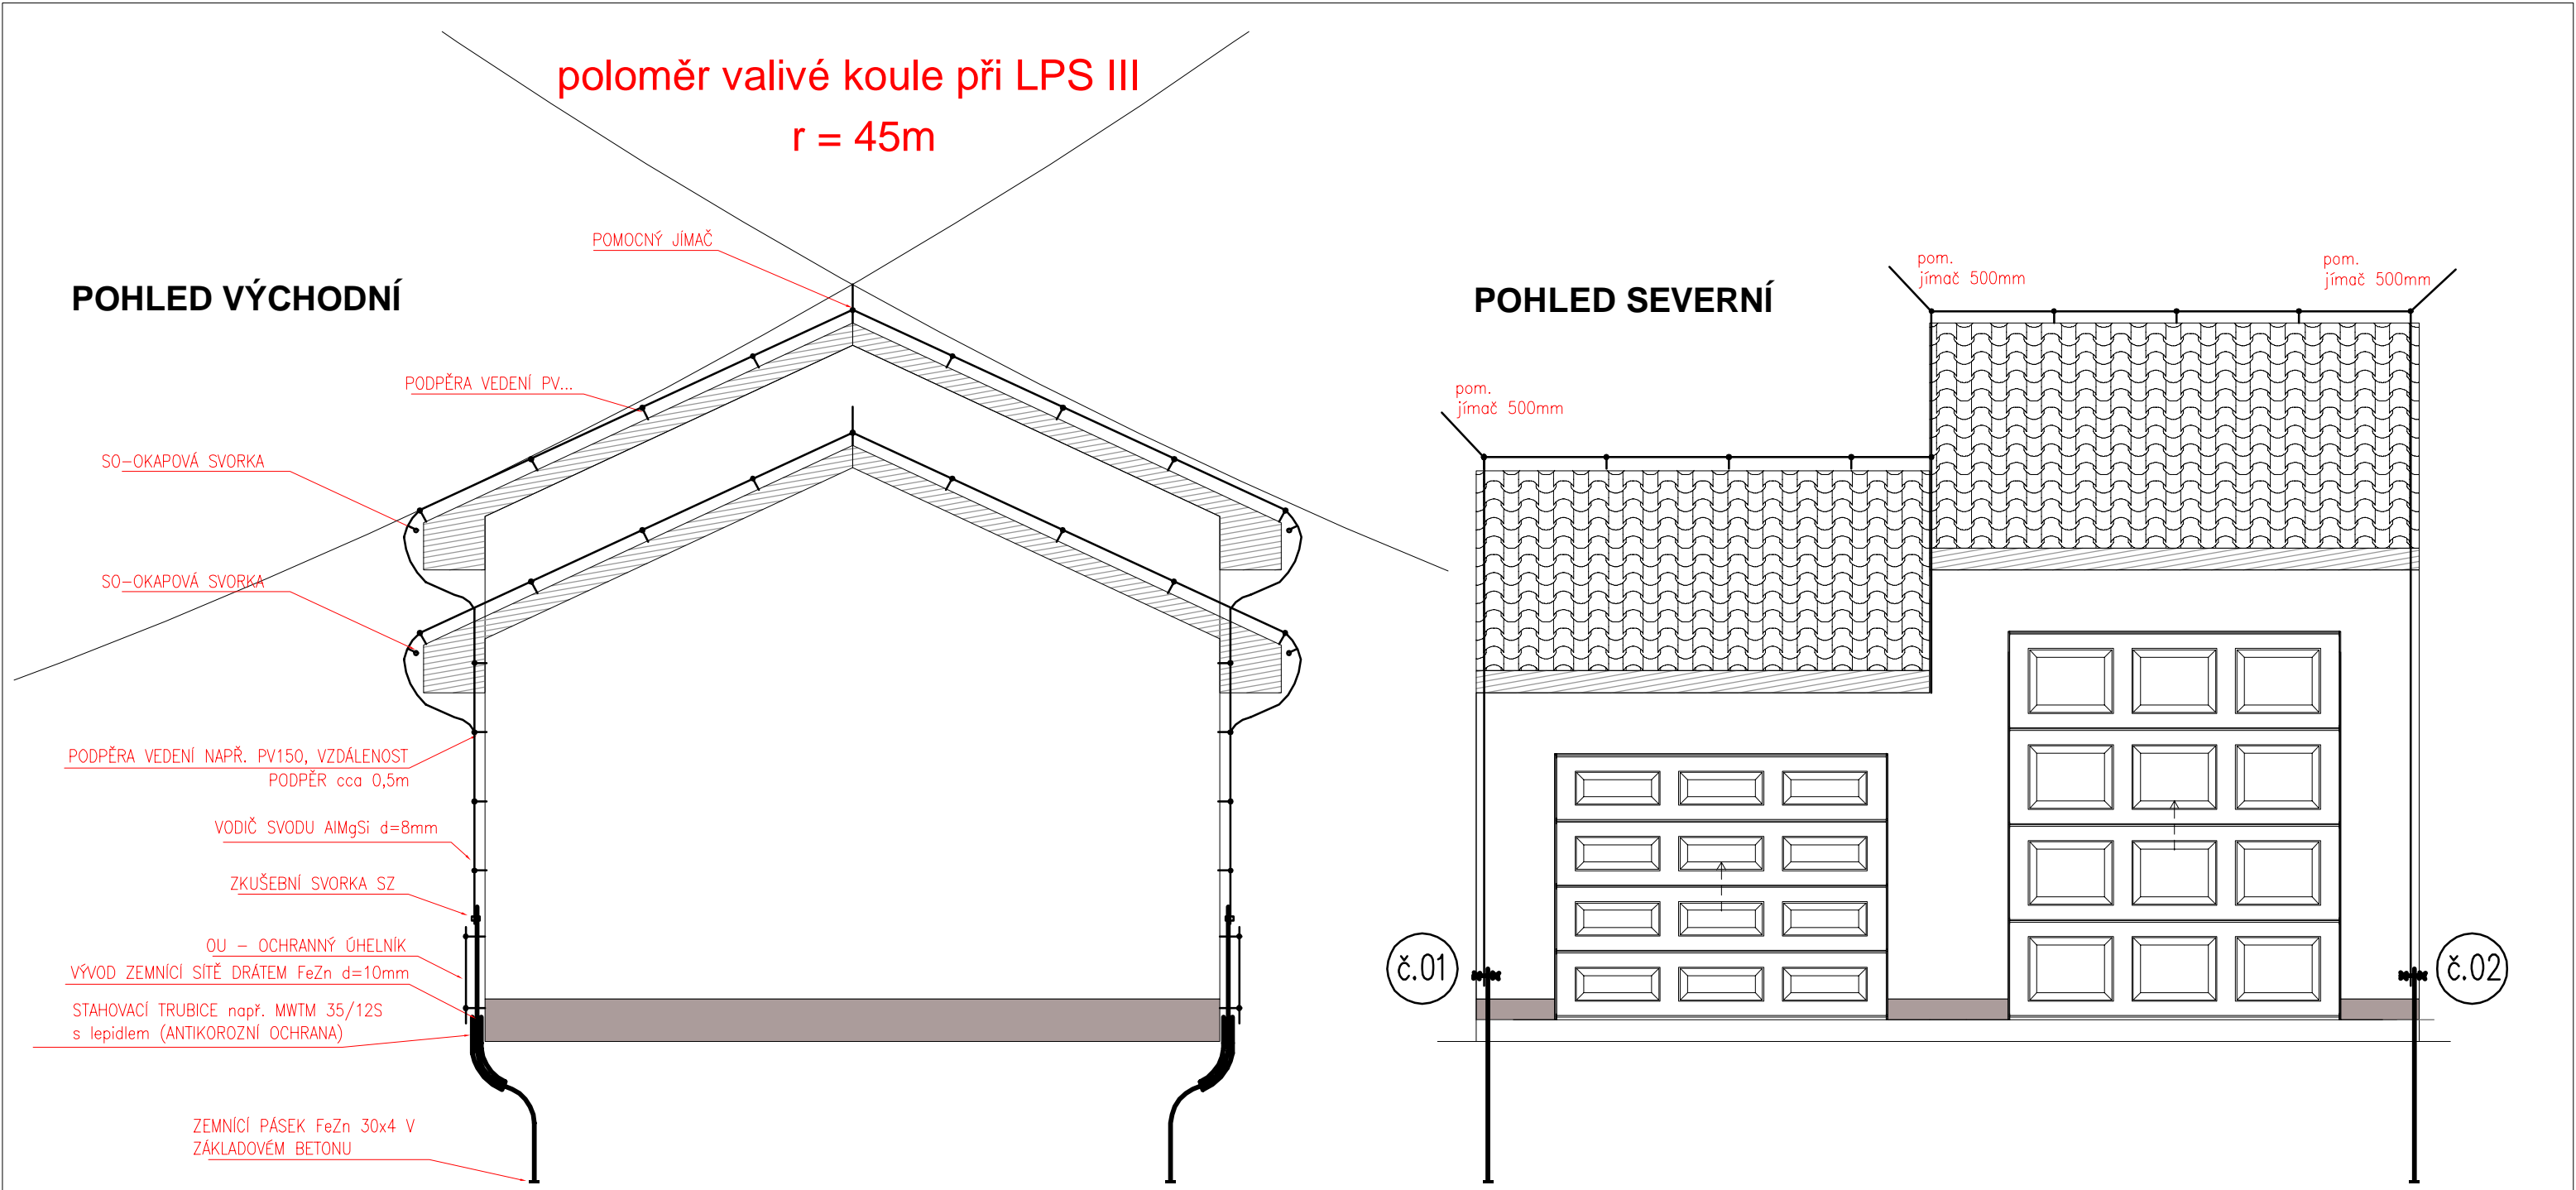 poloměr valivé koule při LPS III
r = 45m
POHLED VÝCHODNÍ
POMOCNÝ JÍMAČ
PODPĚRA VEDENÍ PV...
SO-OKAPOVÁ SVORKA
SO-OKAPOVÁ SVORKA
PODPĚRA VEDENÍ NAPŘ. PV150, VZDÁLENOST
PODPĚR cca 0,5m
VODIČ SVODU AlMgSi d=8mm
ZKUŠEBNÍ SVORKA SZ
OU - OCHRANNÝ ÚHELNÍK
VÝVOD ZEMNÍCÍ SÍTĚ DRÁTEM FeZn d=10mm
STAHOVACÍ TRUBICE např. MWTM 35/12S
s lepidlem (ANTIKOROZNÍ OCHRANA)
ZEMNÍCÍ PÁSEK FeZn 30x4 V
ZÁKLADOVÉM BETONU
POHLED SEVERNÍ
pom.
jímač 500mm
pom.
jímač 500mm
pom.
jímač 500mm
č.01
č.02